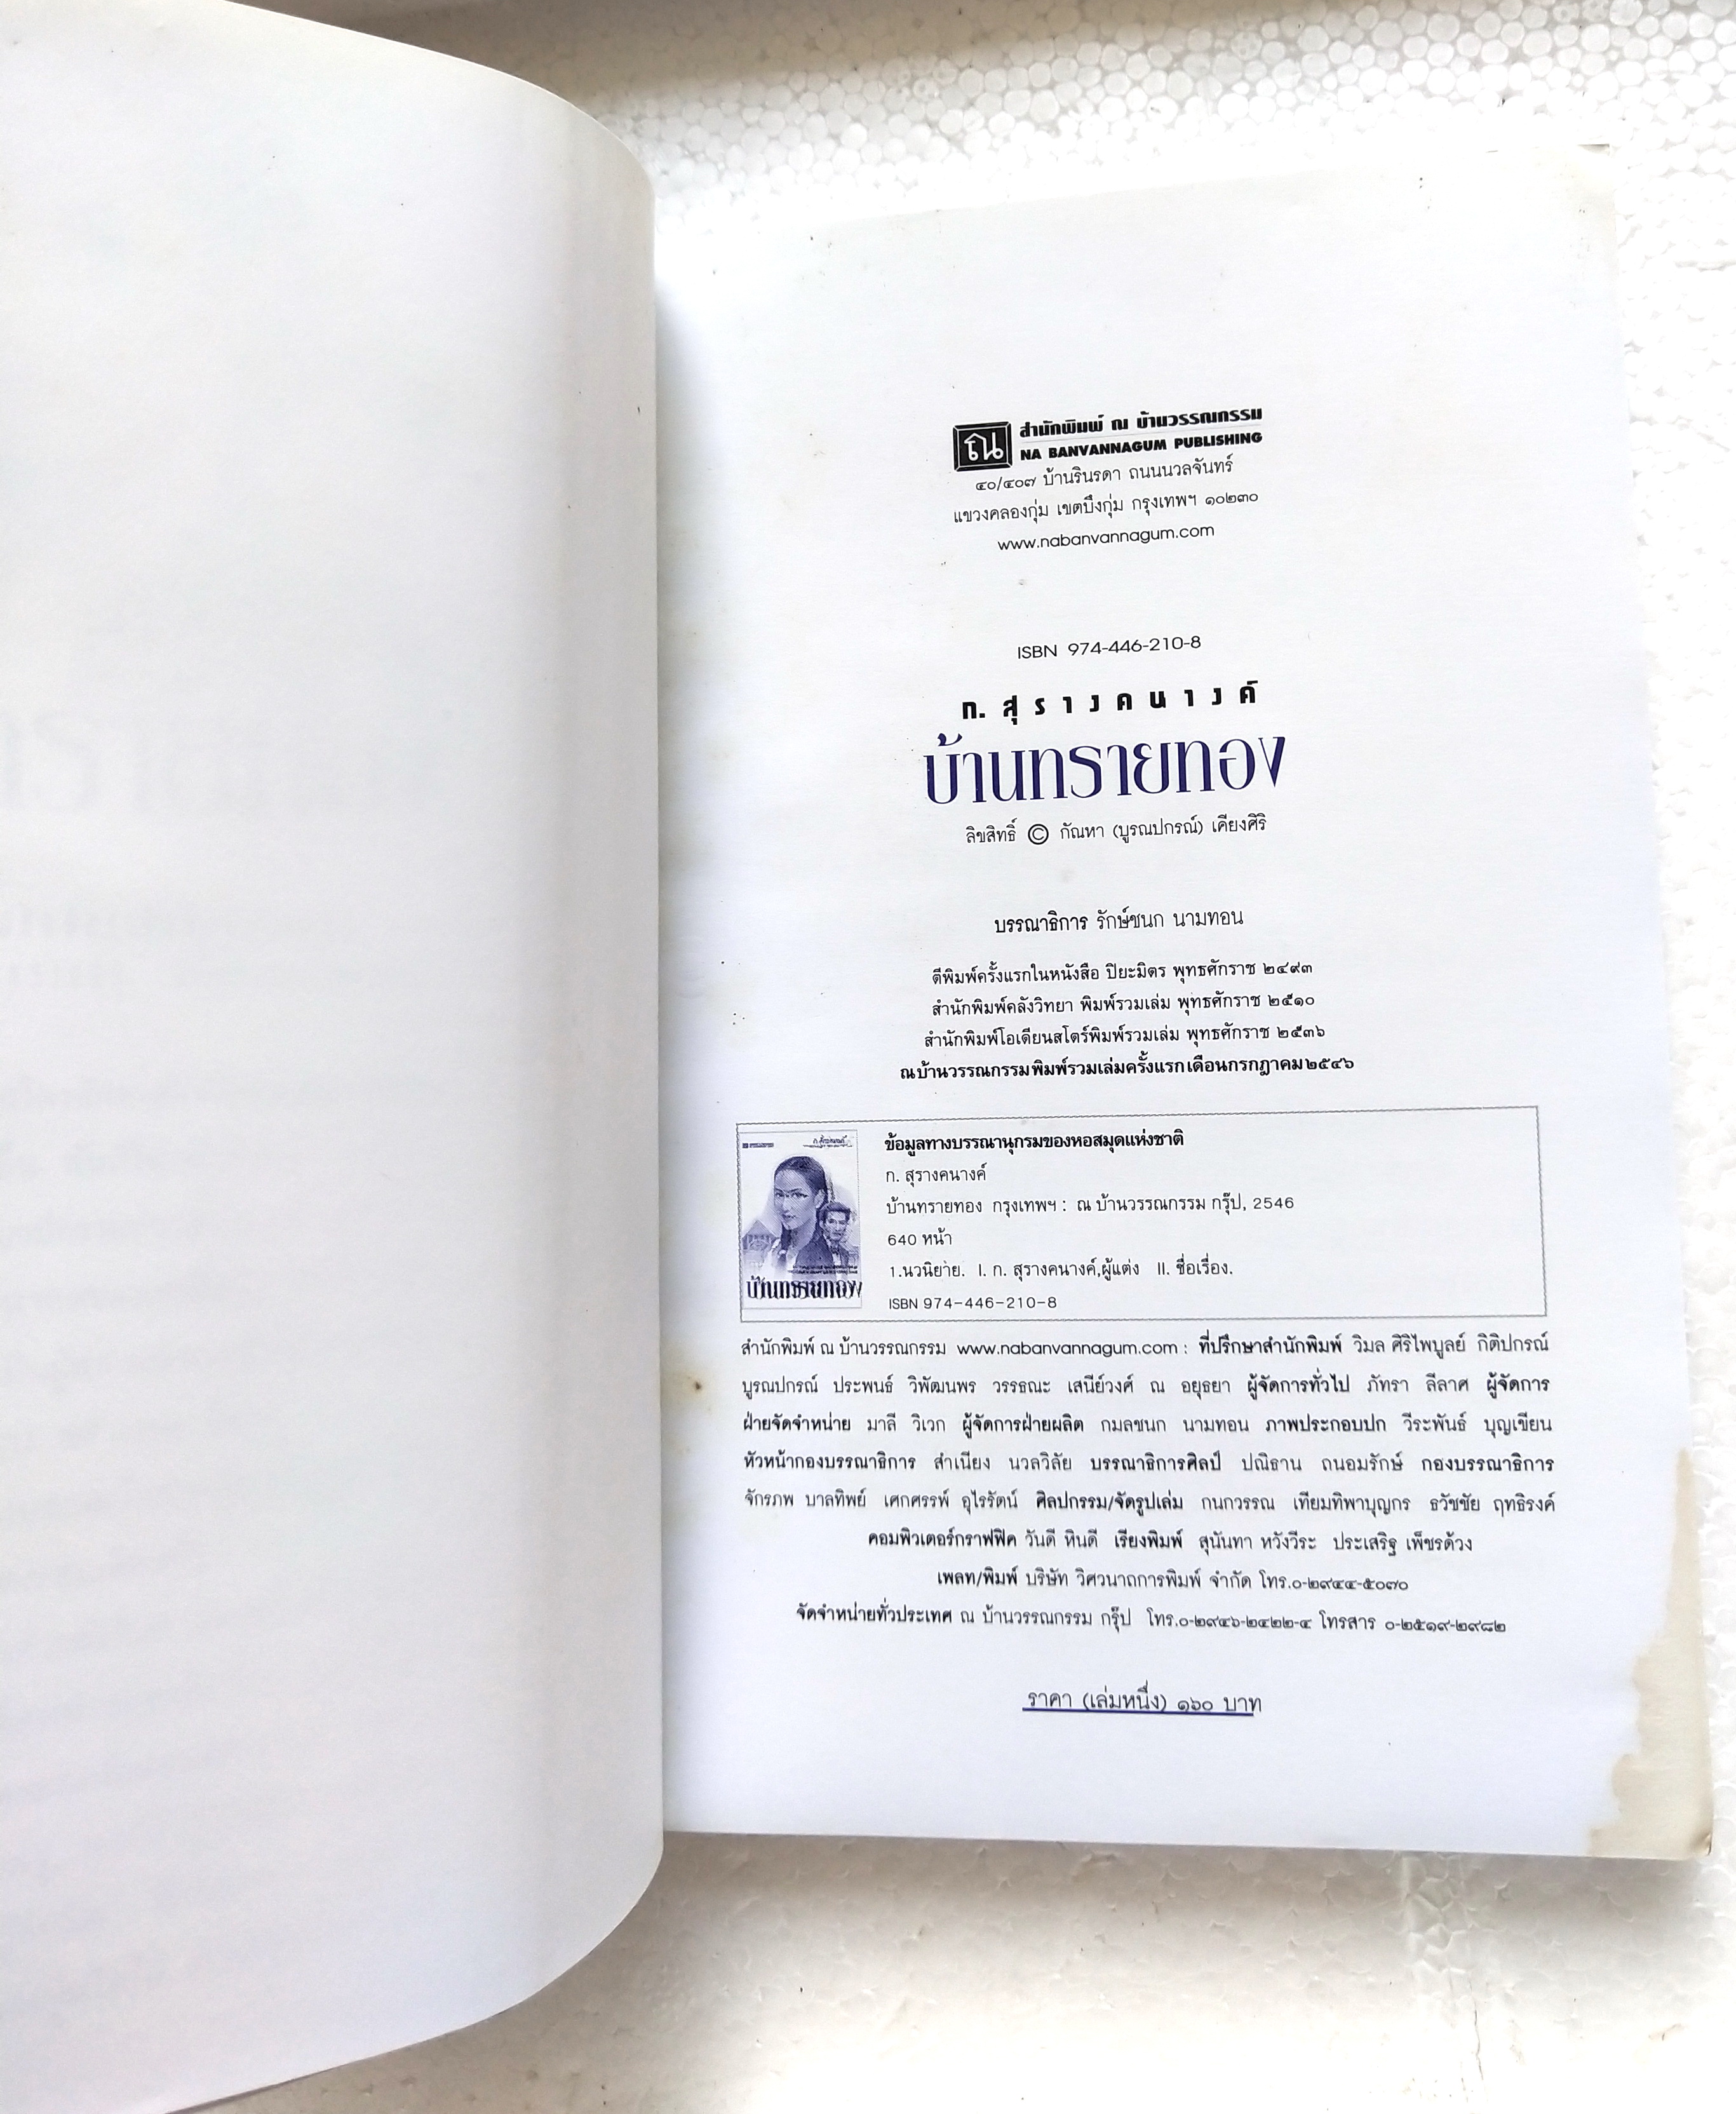 สำนักพิมพ์ ณ บ้านวรรณกรรม
NA BANVANNAGUM PUBLISHING
๔๐/๔๐๗ บ้านรินรดา ถนนนวลจันทร์
แขวงคลองกุ่ม เขตบึงกุ่ม กรุงเทพฯ ๑๐๒๓๐
www.nabanvannagum.com
ISBN 974-446-210-8
ก. สุรางคนางค์
บ้านทรายทอง
ลิขสิทธิ์ © กัณหา (บูรณปกรณ์) เคียงศิริ
บรรณาธิการ รักษ์ชนก นามทอน
ตีพิมพ์ครั้งแรกในหนังสือ ปิยะมิตร พุทธศักราช ๒๔๙๓
สำนักพิมพ์คลังวิทยา พิมพ์รวมเล่ม พุทธศักราช ๒๕๑๐
สำนักพิมพ์โอเดียนสโตร์พิมพ์รวมเล่ม พุทธศักราช ๒๕๓๖
ณ บ้านวรรณกรรม พิมพ์รวมเล่มครั้งแรก เดือนกรกฎาคม ๒๕๔๖
ข้อมูลทางบรรณานุกรมของหอสมุดแห่งชาติ
ก. สุรางคนางค์
บ้านทรายทอง กรุงเทพฯ : ณ บ้านวรรณกรรม กรุ๊ป, 2546
640 หน้า
1.นวนิยาย. I. ก. สุรางคนางค์,ผู้แต่ง II. ชื่อเรื่อง.
ISBN 974-446-210-8
บ้านทรายทอง
สำนักพิมพ์ ณ บ้านวรรณกรรม www.nabanvannagum.com : ที่ปรึกษาสำนักพิมพ์ วิมล ศิริไพบูลย์ กิติปกรณ์
บูรณปกรณ์ ประพนธ์ วิพัฒนพร วรรธณะ เสนีย์วงศ์ ณ อยุธยา ผู้จัดการทั่วไป ภัทรา ลีลาศ ผู้จัดการ
ฝ่ายจัดจำหน่าย มาลี วิเวก ผู้จัดการฝ่ายผลิต กมลชนก นามทอน ภาพประกอบปก วีระพันธ์ บุญเขียน
หัวหน้ากองบรรณาธิการ สำเนียง นวลวิลัย บรรณาธิการศิลป์ ปณิธาน ถนอมรักษ์ กองบรรณาธิการ
จักรภพ บาลทิพย์ เศกศรรพ์ อุไรรัตน์ ศิลปกรรม/จัดรูปเล่ม กนกวรรณ เทียมทิพาบุญกร ธวัชชัย ฤทธิรงค์
คอมพิวเตอร์กราฟฟิค วันดี หินดี เรียงพิมพ์ สุนันทา หวังวีระ ประเสริฐ เพ็ชรด้วง
เพลท/พิมพ์ บริษัท วิศวนาถการพิมพ์ จำกัด โทร.๐-๒๙๔๔-๕๐๗๐
จัดจำหน่ายทั่วประเทศ ณ บ้านวรรณกรรม กรุ๊ป โทร.๐-๒๙๔๖-๒๔๒๒-๔ โทรสาร ๐-๒๕๑๙-๒๙๘๒
ราคา (เล่มหนึ่ง) ๑๖๐ บาท